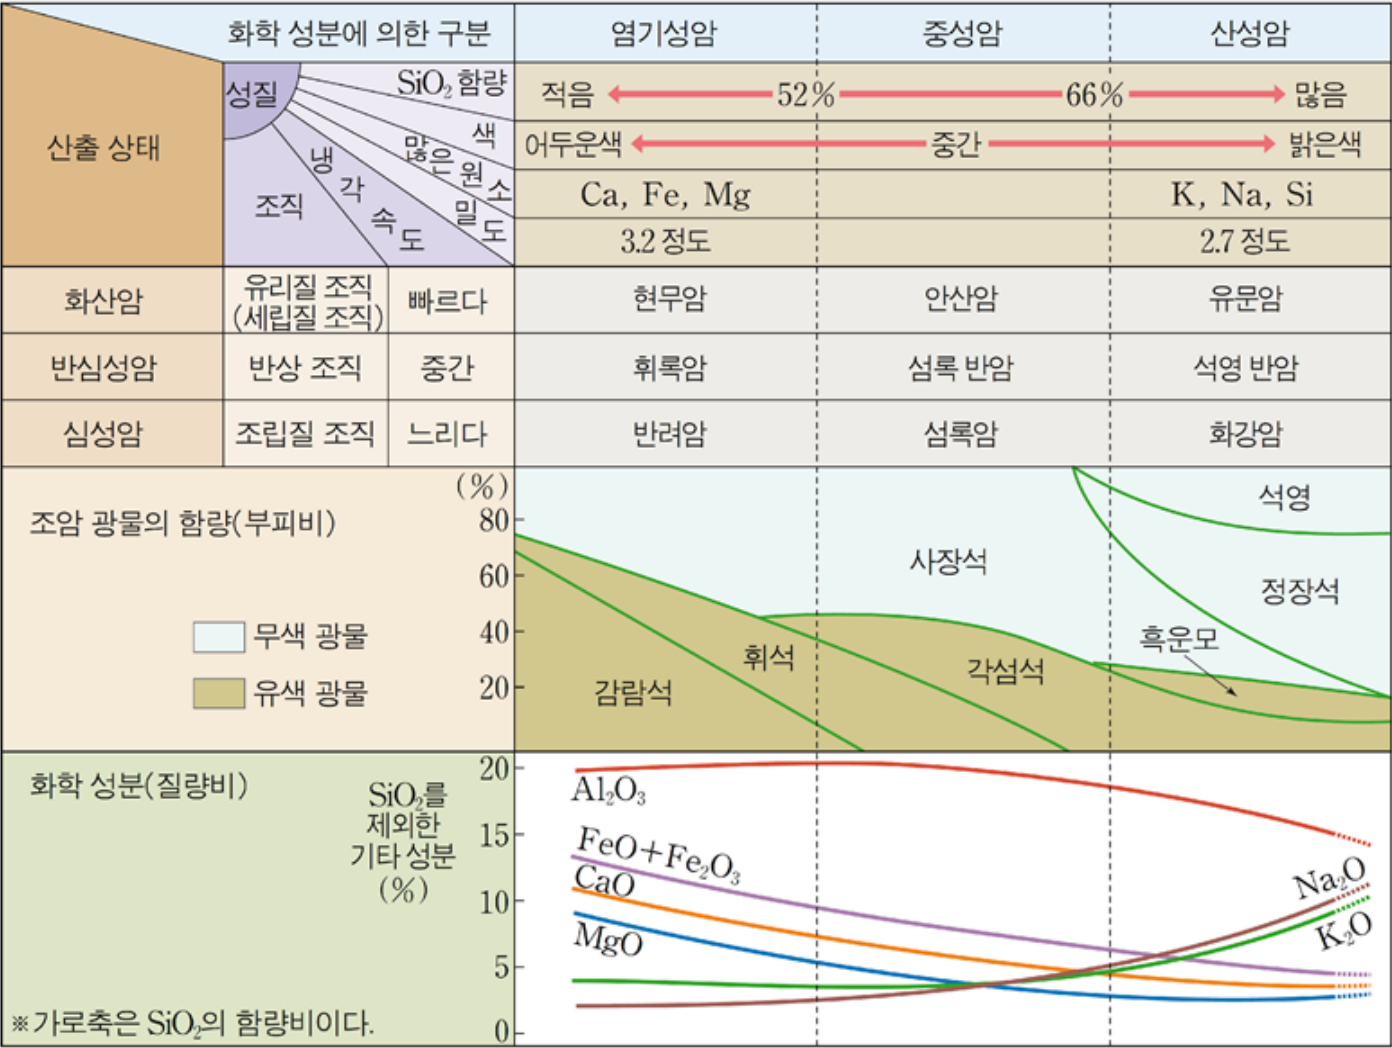 화학 성분에 의한 구분
염기성암
중성암
산성암
산출 상태
성질
SiO₂ 함량
적음
52%
66%
많음
색
어두운색
중간
밝은색
많은 원소
Ca, Fe, Mg
K, Na, Si
밀도
3.2 정도
2.7 정도
냉각 속도
조직
화산암
유리질 조직
(세립질 조직)
빠르다
현무암
안산암
유문암
반심성암
반상 조직
중간
휘록암
섬록 반암
석영 반암
심성암
조립질 조직
느리다
반려암
섬록암
화강암
조암 광물의 함량(부피비)
(%)
80
60
40
20
무색 광물
유색 광물
석영
사장석
정장석
흑운모
휘석
각섬석
감람석
화학 성분(질량비)
SiO₂를
제외한
기타 성분
(%)
20
15
10
5
0
Al₂O₃
FeO+Fe₂O₃
CaO
MgO
Na₂O
K₂O
※가로축은 SiO₂의 함량비이다.